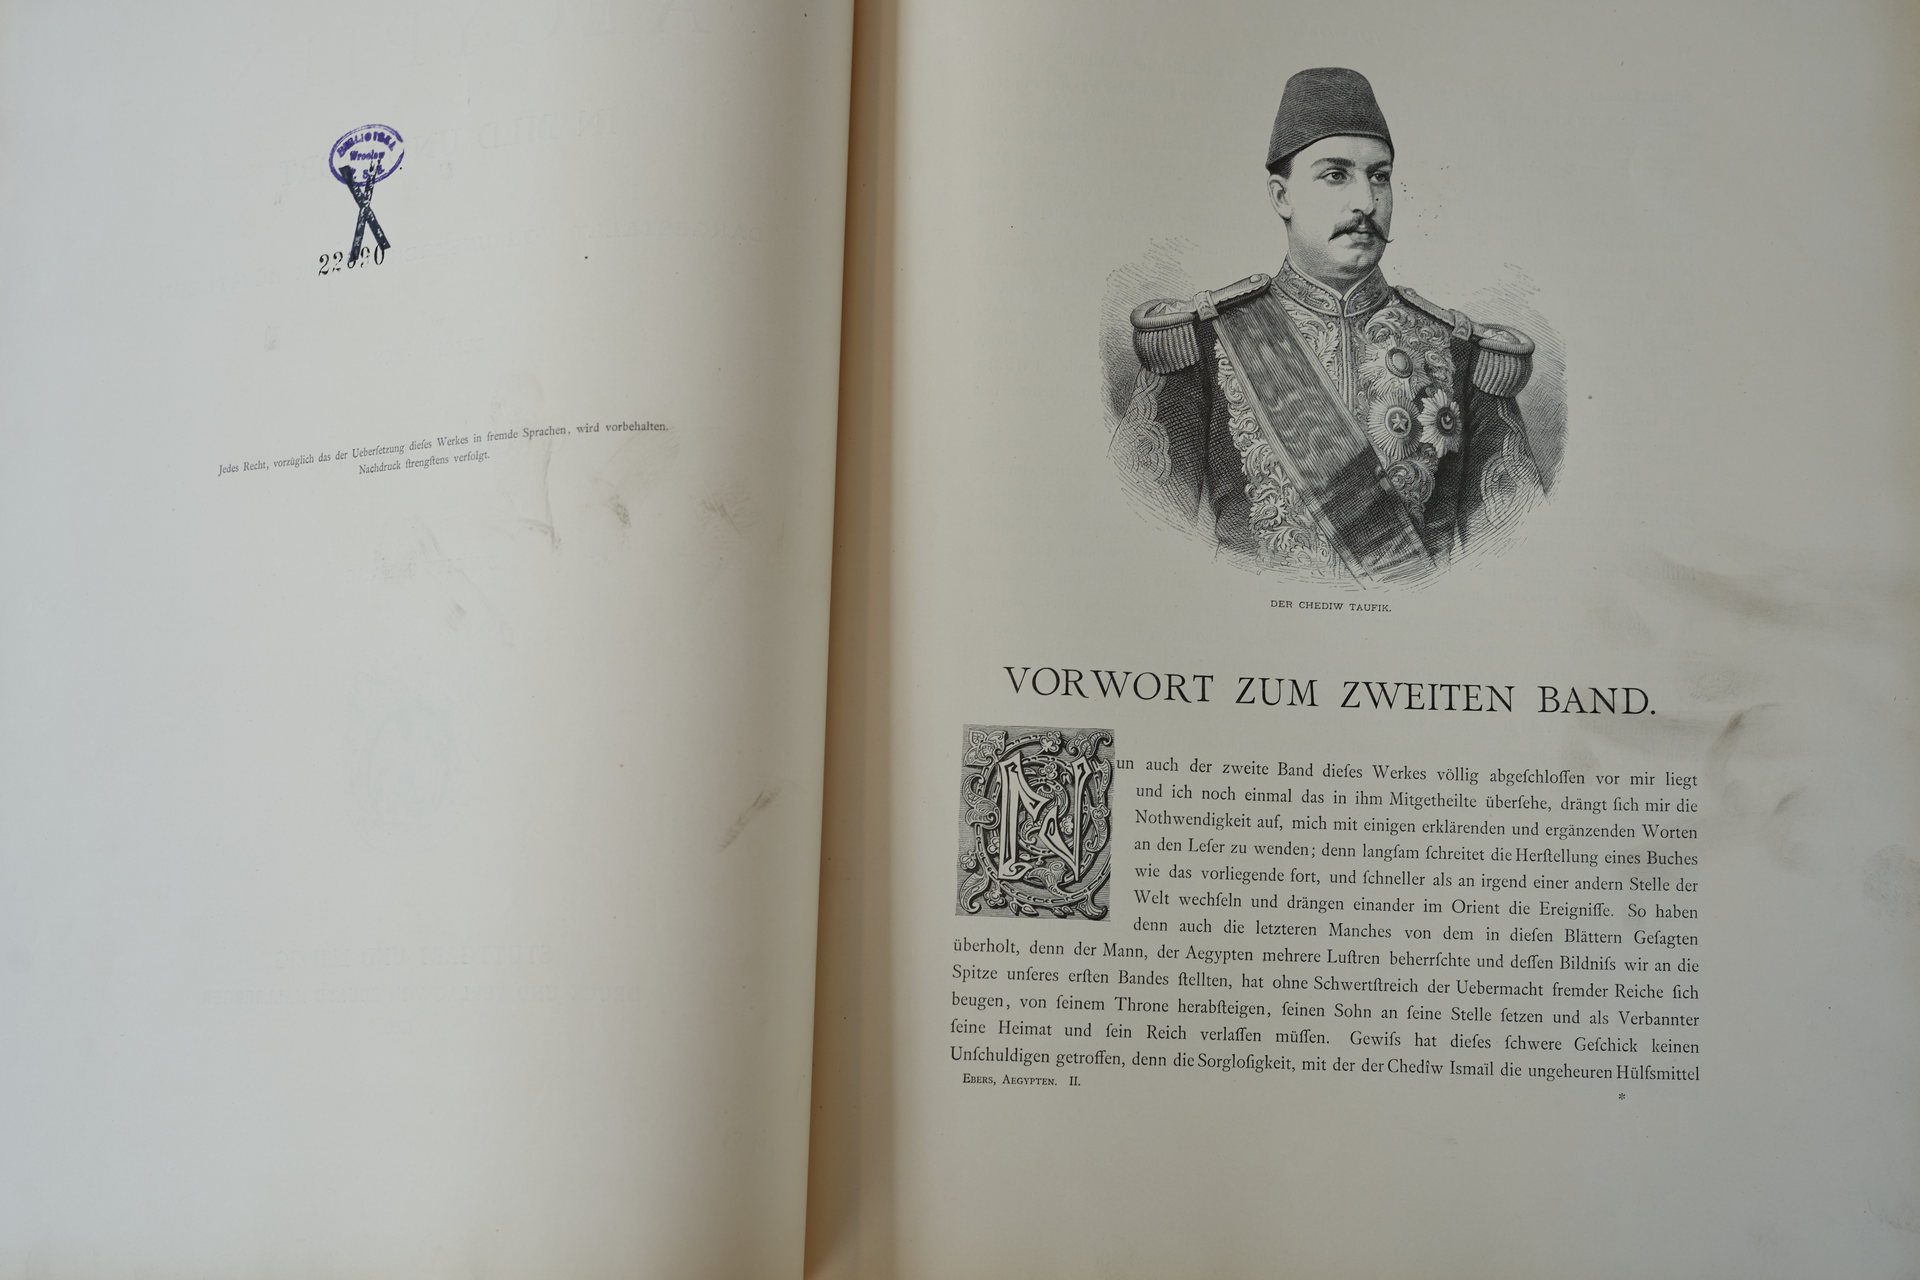 BIBLIOTEKA
Wrocław
22090
Jedes Recht, vorzüglich das der Ueberſetzung dieſes Werkes in fremde Sprachen, wird vorbehalten.
Nachdruck ſtrengſtens verfolgt.
DER CHEDIW TAUFIK.
VORWORT ZUM ZWEITEN BAND.
Nun auch der zweite Band dieſes Werkes völlig abgeſchloſſen vor mir liegt
und ich noch einmal das in ihm Mitgetheilte überſehe, drängt ſich mir die
Nothwendigkeit auf, mich mit einigen erklärenden und ergänzenden Worten
an den Leſer zu wenden; denn langſam ſchreitet die Herſtellung eines Buches
wie das vorliegende fort, und ſchneller als an irgend einer andern Stelle der
Welt wechſeln und drängen einander im Orient die Ereigniſſe. So haben
denn auch die letzteren Manches von dem in dieſen Blättern Geſagten
überholt, denn der Mann, der Aegypten mehrere Luſtren beherrſchte und deſſen Bildniſs wir an die
Spitze unſeres erſten Bandes ſtellten, hat ohne Schwertſtreich der Uebermacht fremder Reiche ſich
beugen, von ſeinem Throne herabſteigen, ſeinen Sohn an ſeine Stelle ſetzen und als Verbannter
ſeine Heimat und ſein Reich verlaſſen müſſen. Gewiſs hat dieſes ſchwere Geſchick keinen
Unſchuldigen getroffen, denn die Sorgloſigkeit, mit der der Chedîw Ismaïl die ungeheuren Hülfsmittel
EBERS, AEGYPTEN. II.
*